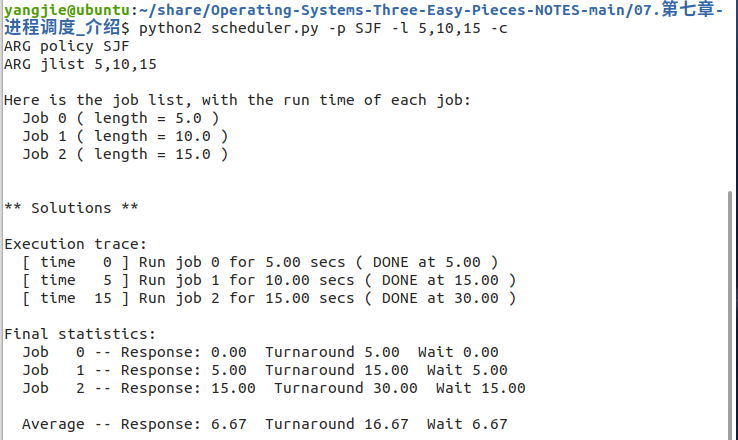 yangjie@ubuntu:~/share/Operating-Systems-Three-Easy-Pieces-NOTES-main/07.第七章-
进程调度_介绍$ python2 scheduler.py -p SJF -l 5,10,15 -c
ARG policy SJF
ARG jlist 5,10,15
Here is the job list, with the run time of each job:
Job 0 ( length = 5.0 )
Job 1 ( length = 10.0 )
Job 2 ( length = 15.0 )
** Solutions **
Execution trace:
[ time   0 ] Run job 0 for 5.00 secs ( DONE at 5.00 )
[ time   5 ] Run job 1 for 10.00 secs ( DONE at 15.00 )
[ time  15 ] Run job 2 for 15.00 secs ( DONE at 30.00 )
Final statistics:
Job   0 -- Response: 0.00  Turnaround 5.00  Wait 0.00
Job   1 -- Response: 5.00  Turnaround 15.00  Wait 5.00
Job   2 -- Response: 15.00  Turnaround 30.00  Wait 15.00
Average -- Response: 6.67  Turnaround 16.67  Wait 6.67